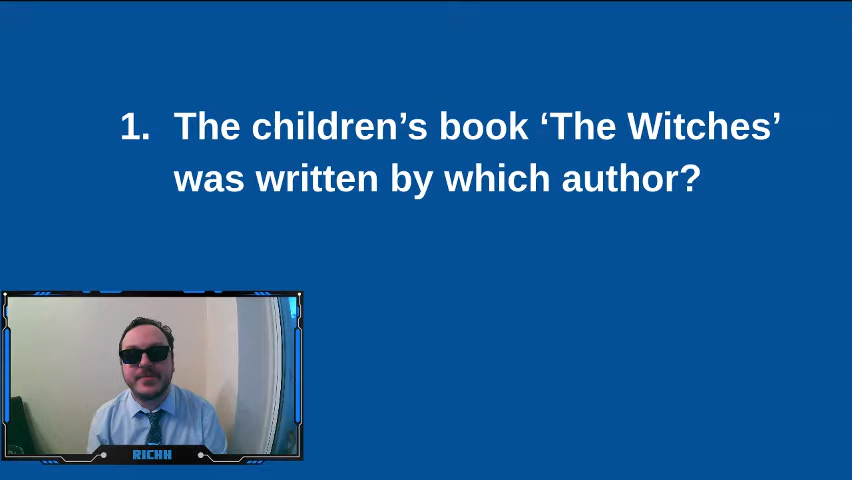 1. The children’s book ‘The Witches’
was written by which author?
RICHH